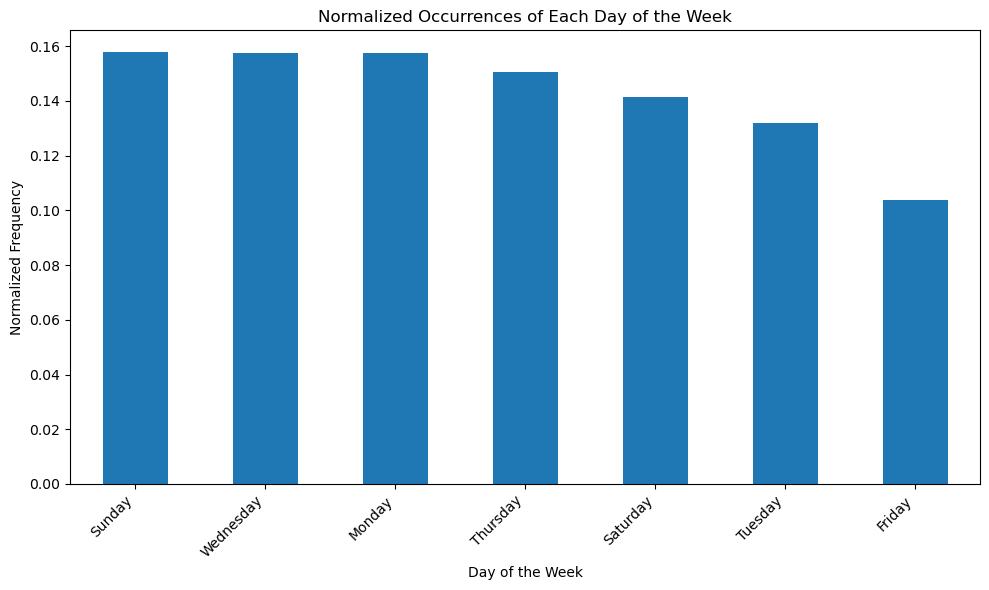 Normalized Occurrences of Each Day of the Week
0.16
0.14
0.12
0.10
0.08
0.06
0.04
0.02
0.00
Normalized Frequency
Sunday
Wednesday
Monday
Thursday
Saturday
Tuesday
Friday
Day of the Week